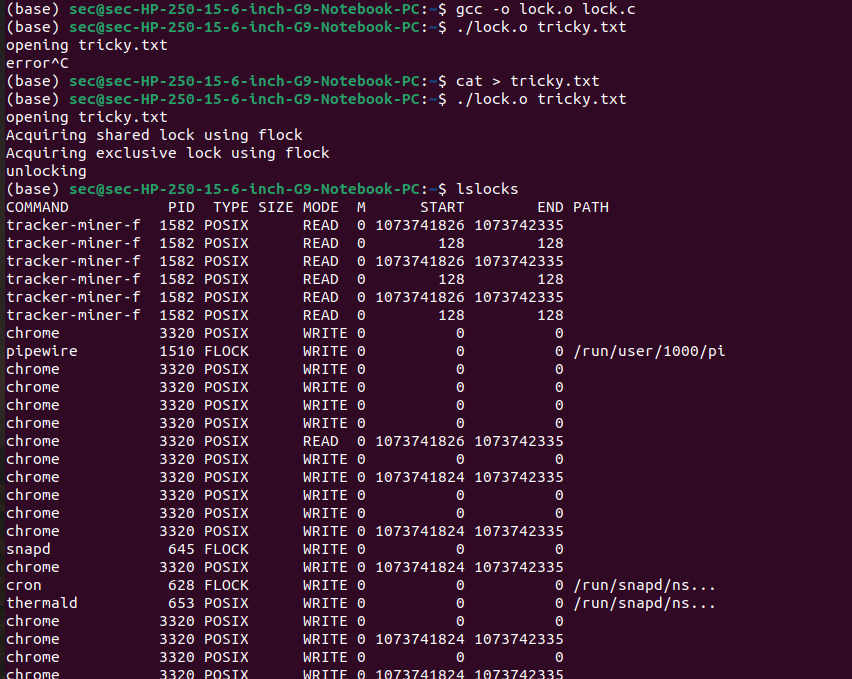 (base) sec@sec-HP-250-15-6-inch-G9-Notebook-PC:~$ gcc -o lock.o lock.c
(base) sec@sec-HP-250-15-6-inch-G9-Notebook-PC:~$ ./lock.o tricky.txt
opening tricky.txt
error^C
(base) sec@sec-HP-250-15-6-inch-G9-Notebook-PC:~$ cat > tricky.txt
(base) sec@sec-HP-250-15-6-inch-G9-Notebook-PC:~$ ./lock.o tricky.txt
opening tricky.txt
Acquiring shared lock using flock
Acquiring exclusive lock using flock
unlocking
(base) sec@sec-HP-250-15-6-inch-G9-Notebook-PC:~$ lslocks
COMMAND          PID  TYPE SIZE MODE  M      START        END PATH
tracker-miner-f  1582 POSIX      READ  0 1073741826 1073742335
tracker-miner-f  1582 POSIX      READ  0        128        128
tracker-miner-f  1582 POSIX      READ  0 1073741826 1073742335
tracker-miner-f  1582 POSIX      READ  0        128        128
tracker-miner-f  1582 POSIX      READ  0 1073741826 1073742335
tracker-miner-f  1582 POSIX      READ  0        128        128
chrome           3320 POSIX      WRITE 0          0          0
pipewire         1510 FLOCK      WRITE 0          0          0 /run/user/1000/pi
chrome           3320 POSIX      WRITE 0          0          0
chrome           3320 POSIX      WRITE 0          0          0
chrome           3320 POSIX      WRITE 0          0          0
chrome           3320 POSIX      WRITE 0          0          0
chrome           3320 POSIX      READ  0 1073741826 1073742335
chrome           3320 POSIX      WRITE 0          0          0
chrome           3320 POSIX      WRITE 0 1073741824 1073742335
chrome           3320 POSIX      WRITE 0          0          0
chrome           3320 POSIX      WRITE 0          0          0
chrome           3320 POSIX      WRITE 0 1073741824 1073742335
snapd             645 FLOCK      WRITE 0          0          0
chrome           3320 POSIX      WRITE 0 1073741824 1073742335
cron              628 FLOCK      WRITE 0          0          0 /run/snapd/ns...
thermald          653 POSIX      WRITE 0          0          0 /run/snapd/ns...
chrome           3320 POSIX      WRITE 0          0          0
chrome           3320 POSIX      WRITE 0 1073741824 1073742335
chrome           3320 POSIX      WRITE 0          0          0
chrome           3320 POSIX      WRITE 0 1073741824 1073742335